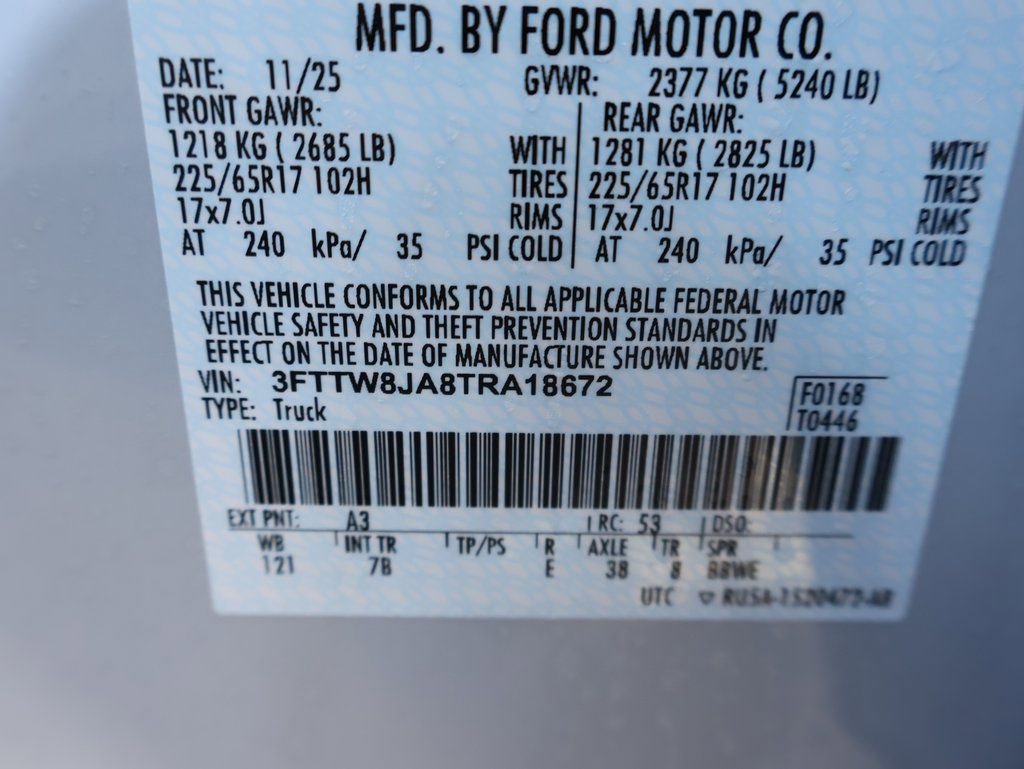 MFD. BY FORD MOTOR CO.
DATE: 11/25 GVWR: 2377 KG ( 5240 LB)
FRONT GAWR: REAR GAWR:
1218 KG ( 2685 LB) WITH 1281 KG ( 2825 LB) WITH
225/65R17 102H TIRES 225/65R17 102H TIRES
17x7.0J RIMS 17x7.0J RIMS
AT 240 kPa/ 35 PSI COLD AT 240 kPa/ 35 PSI COLD
THIS VEHICLE CONFORMS TO ALL APPLICABLE FEDERAL MOTOR
VEHICLE SAFETY AND THEFT PREVENTION STANDARDS IN
EFFECT ON THE DATE OF MANUFACTURE SHOWN ABOVE.
VIN: 3FTTW8JA8TRA18672 F0168
TYPE: Truck T0446
EXT PNT: A3 RC: 53 DSO:
WB INT TR TP/PS R AXLE TR SPR
121 7B E 38 8 BBWE
UTC